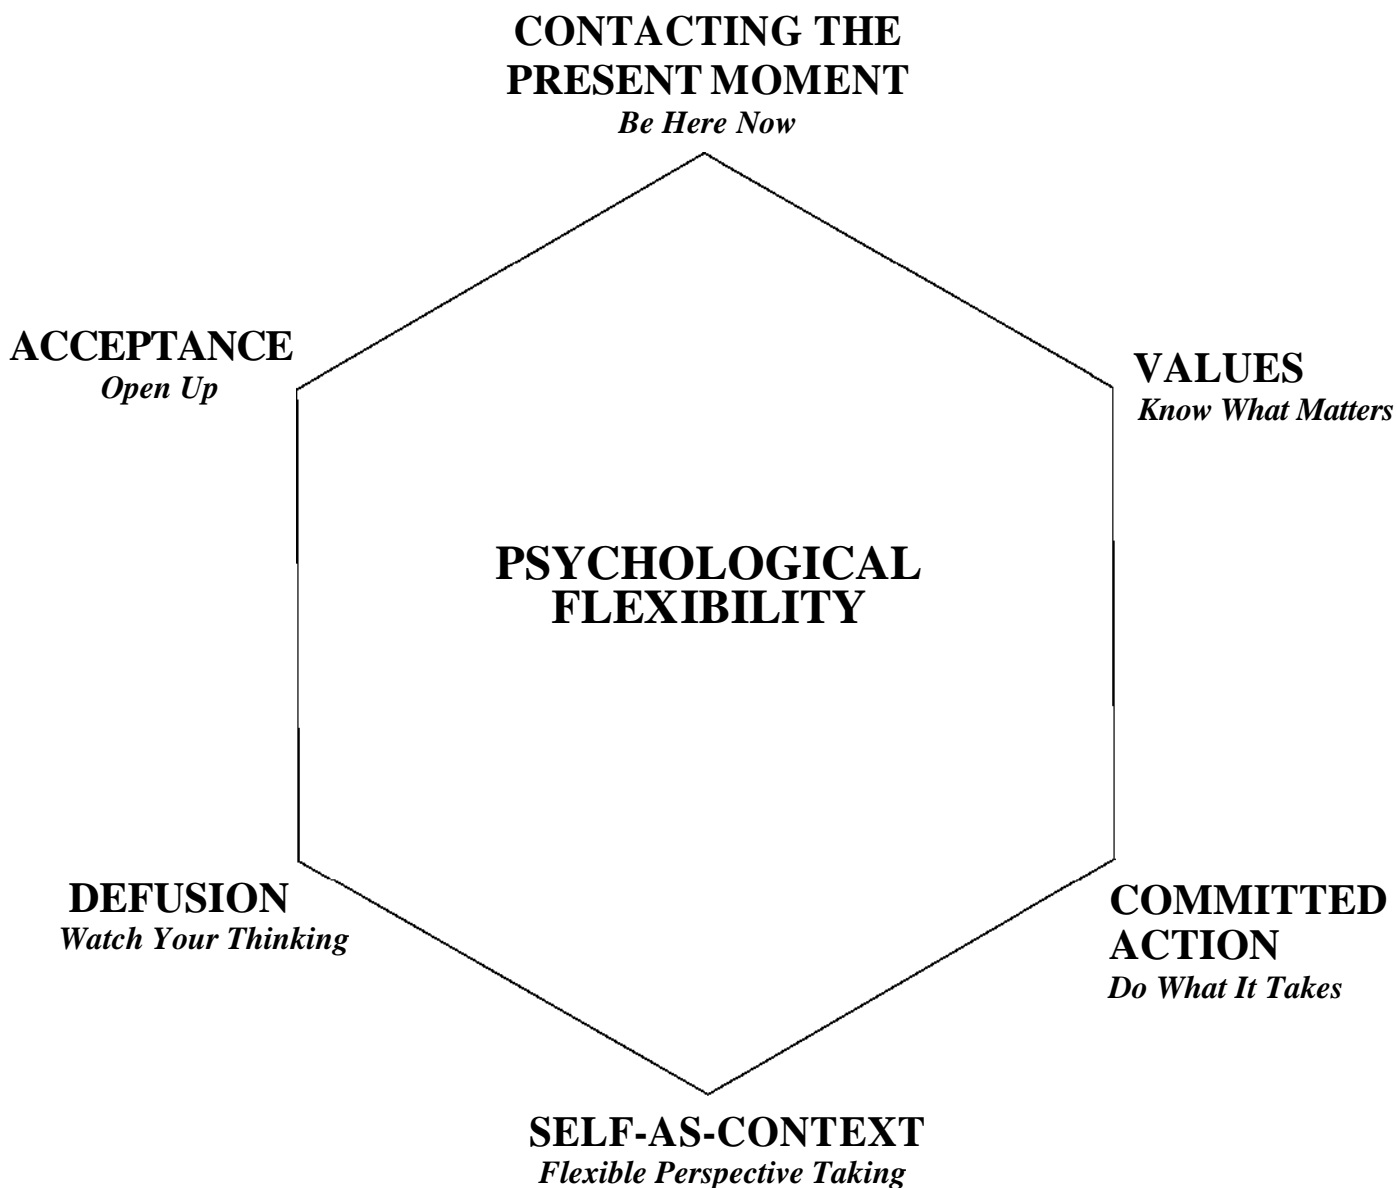 CONTACTING THE
PRESENT MOMENT
Be Here Now
ACCEPTANCE
Open Up
VALUES
Know What Matters
PSYCHOLOGICAL
FLEXIBILITY
DEFUSION
Watch Your Thinking
COMMITTED
ACTION
Do What It Takes
SELF-AS-CONTEXT
Flexible Perspective Taking